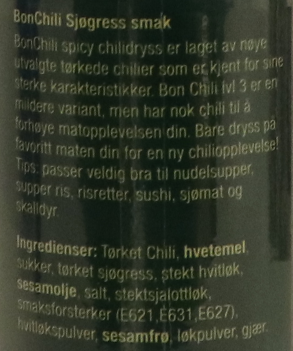 BonChili Sjøgress smak
BonChili spicy chilidryss er laget av nøye
utvalgte tørkede chilier som er kjent for sine
sterke karakteristikker. Bon Chili lvl 3 er en
mildere variant, men har nok chili til å
forhøye matopplevelsen din. Bare dryss på
favoritt maten din for en ny chiliopplevelse!
Tips: passer veldig bra til nudelsupper,
supper ris, risretter, sushi, sjømat og
skalldyr.
Ingredienser: Tørket Chili, hvetemel,
sukker, tørket sjøgress, stekt hvitløk,
sesamolje, salt, stektsjalottløk,
smaksforsterker (E621,E631,E627),
hvitløkspulver, sesamfrø, løkpulver, gjær.